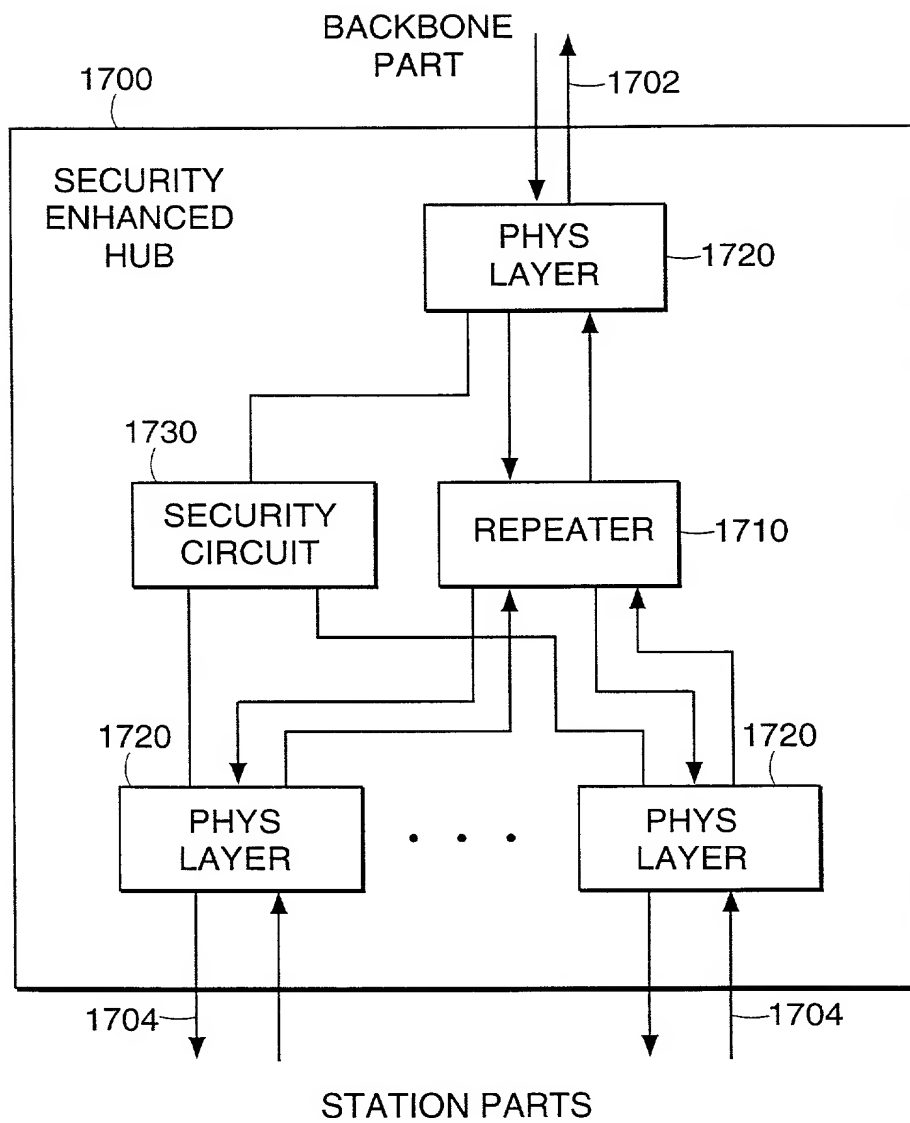 BACKBONE
PART
1700
1702
SECURITY
ENHANCED
HUB
PHYS
LAYER
1720
1730
SECURITY
CIRCUIT
REPEATER
1710
1720
1720
PHYS
LAYER
PHYS
LAYER
1704
1704
STATION PARTS